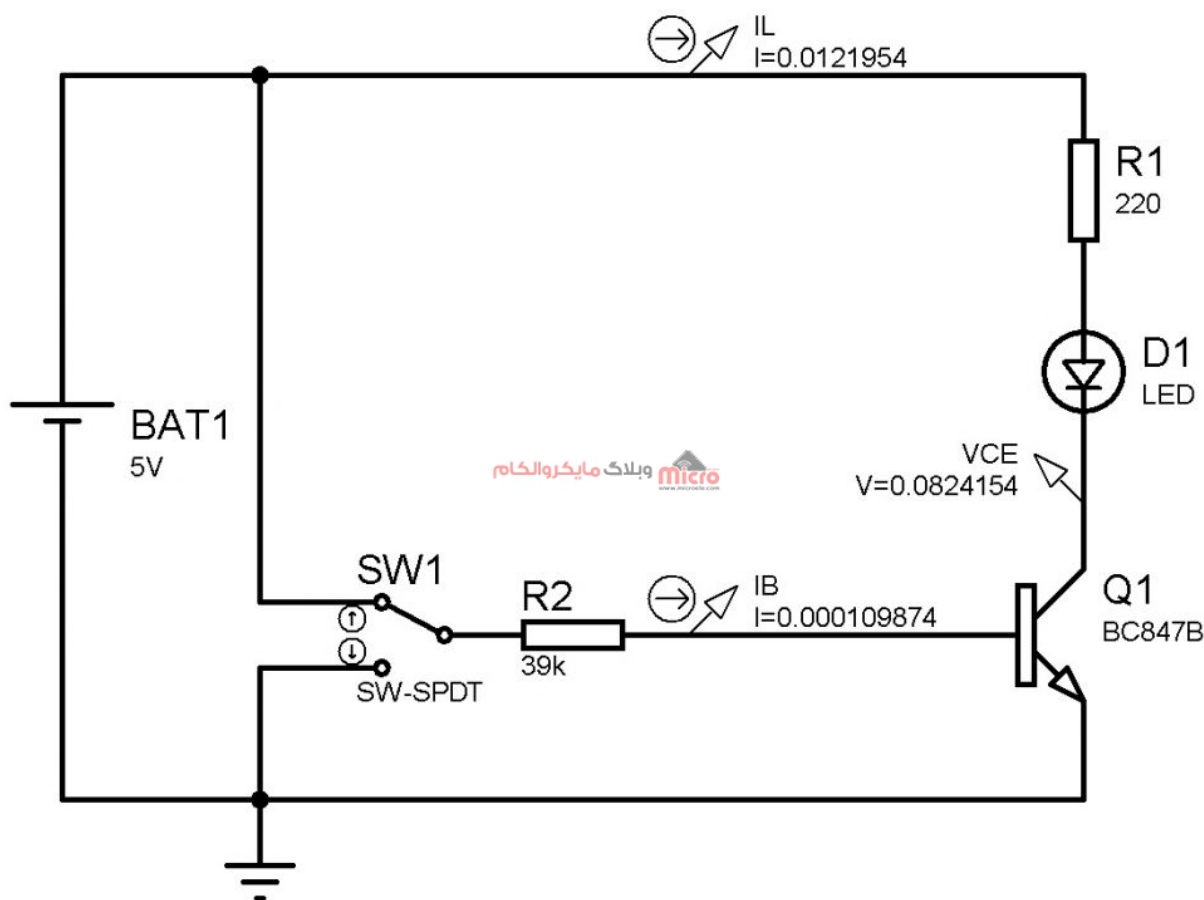 IL
I=0.0121954
R1
220
D1
LED
BAT1
5V
وبلاگ مایکروالکام
Micro
VCE
V=0.0824154
SW1
R2
39k
IB
I=0.000109874
Q1
BC847B
SW-SPDT